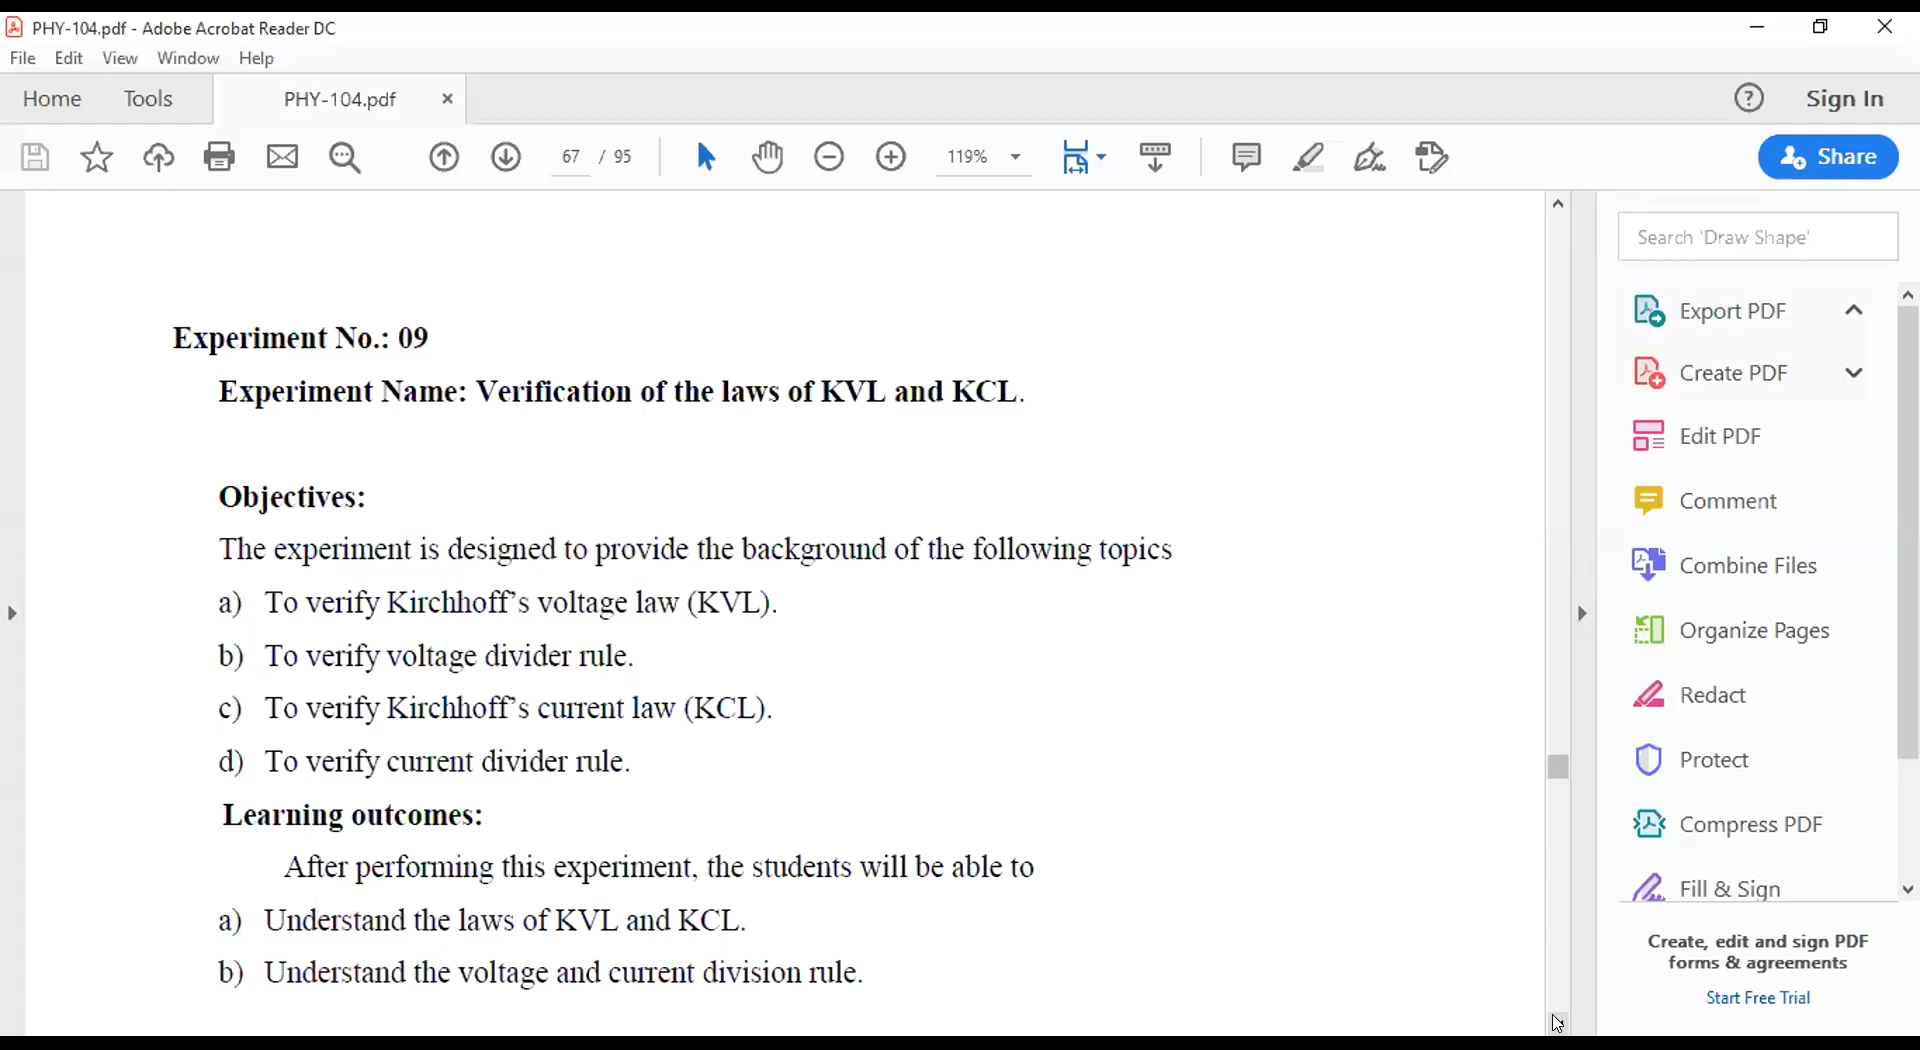 PHY-104.pdf - Adobe Acrobat Reader DC
File Edit View Window Help
Home Tools PHY-104.pdf × Sign In
67 / 95 119% Share
Search 'Draw Shape'
Export PDF
Create PDF
Edit PDF
Comment
Combine Files
Organize Pages
Redact
Protect
Compress PDF
Fill & Sign
Create, edit and sign PDF
forms & agreements
Start Free Trial
Experiment No.: 09
Experiment Name: Verification of the laws of KVL and KCL.
Objectives:
The experiment is designed to provide the background of the following topics
a) To verify Kirchhoff's voltage law (KVL).
b) To verify voltage divider rule.
c) To verify Kirchhoff's current law (KCL).
d) To verify current divider rule.
Learning outcomes:
After performing this experiment, the students will be able to
a) Understand the laws of KVL and KCL.
b) Understand the voltage and current division rule.